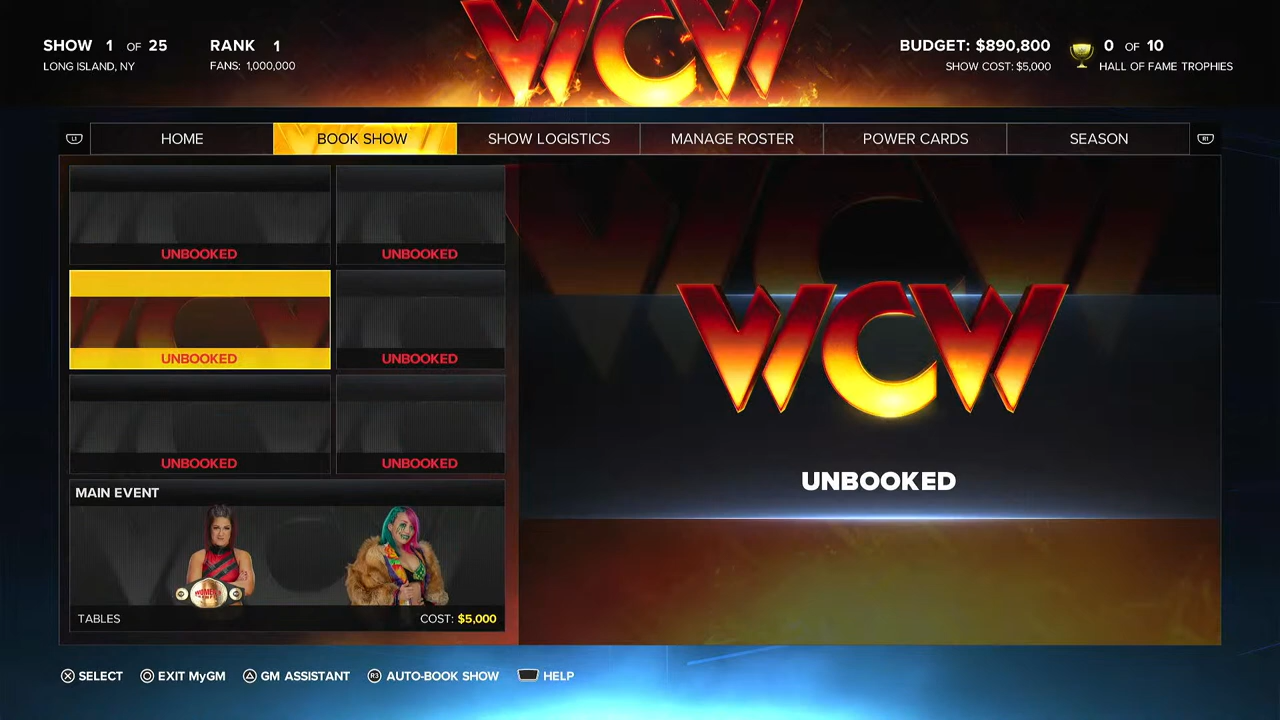 WCW
SHOW 1 OF 25
LONG ISLAND, NY
RANK 1
FANS: 1,000,000
BUDGET: $890,800
SHOW COST: $5,000
0 OF 10
HALL OF FAME TROPHIES
L1
HOME
BOOK SHOW
SHOW LOGISTICS
MANAGE ROSTER
POWER CARDS
SEASON
R1
UNBOOKED
UNBOOKED
UNBOOKED
UNBOOKED
UNBOOKED
UNBOOKED
MAIN EVENT
TABLES
COST: $5,000
WCW
UNBOOKED
SELECT
EXIT MyGM
GM ASSISTANT
R3 AUTO-BOOK SHOW
HELP